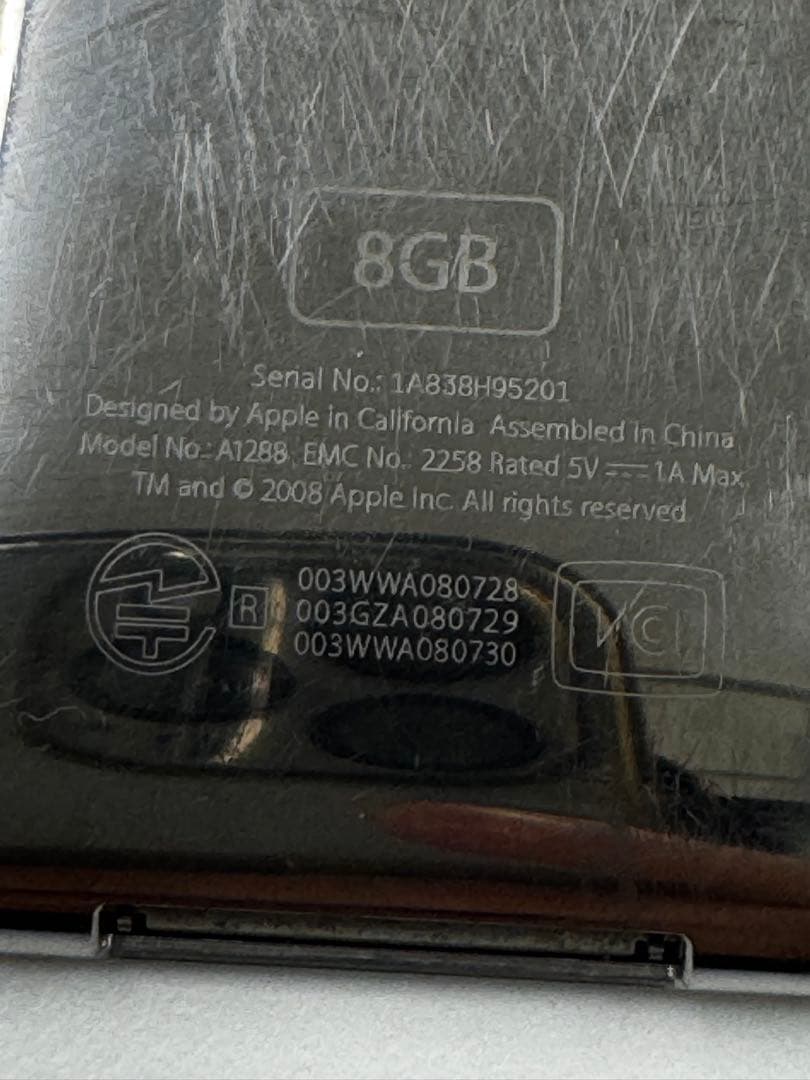 8GB
Serial No.: 1A838H95201
Designed by Apple in California Assembled in China
Model No.: A1288 EMC No.: 2258 Rated 5V ⎓ 1A Max.
TM and © 2008 Apple Inc. All rights reserved
R 003WWA080728
003GZA080729
003WWA080730
VCI